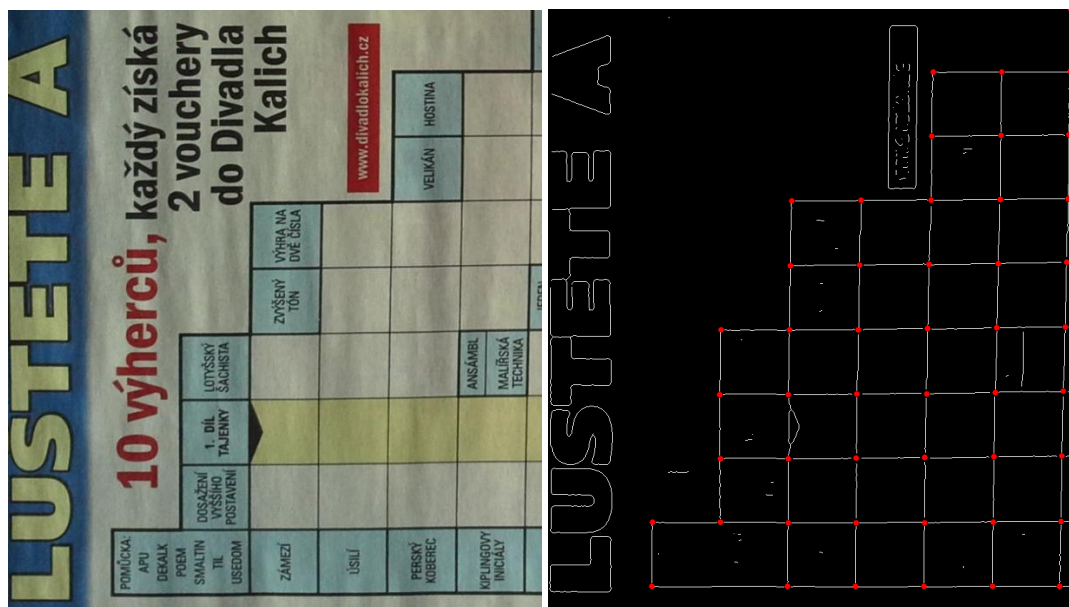 LUSTETE A
10 výherců, každý získá
2 vouchery
do Divadla
Kalich
www.divadlokalich.cz
POMŮCKA:
APU
DEKALK
POEM
SMALTIN
TIL
USEDOM
DOSAŽENÍ
VYŠŠÍHO
POSTAVENÍ
1. DÍL
TAJENKY
LOTYŠSKÝ
ŠACHISTA
ZÁMEZÍ
ZVÝŠENÝ
TÓN
VÝHRA NA
DVĚ ČÍSLA
ÚSILÍ
PERSKÝ
KOBEREC
VELIKÁN
HOSTINA
KIPLINGOVY
INICIÁLY
ANSÁMBL
MALÍŘSKÁ
TECHNIKA
LUSTETE A